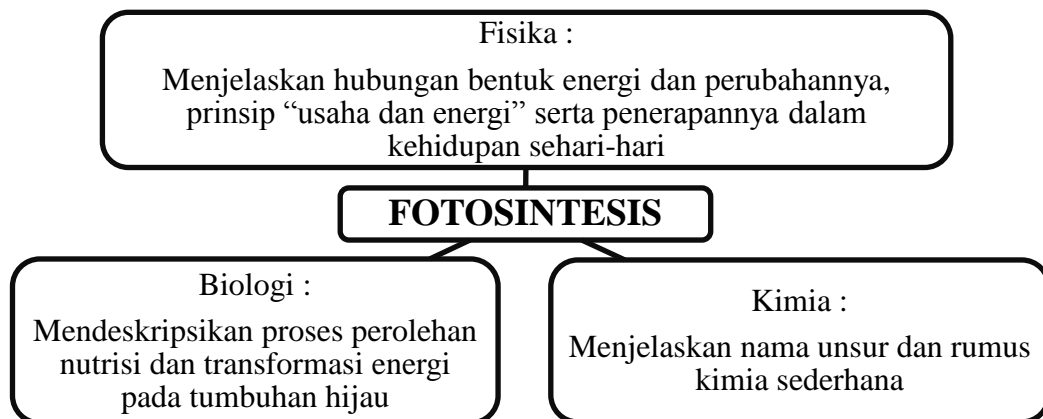 Fisika :
Menjelaskan hubungan bentuk energi dan perubahannya,
prinsip “usaha dan energi” serta penerapannya dalam
kehidupan sehari-hari
FOTOSINTESIS
Biologi :
Mendeskripsikan proses perolehan
nutrisi dan transformasi energi
pada tumbuhan hijau
Kimia :
Menjelaskan nama unsur dan rumus
kimia sederhana